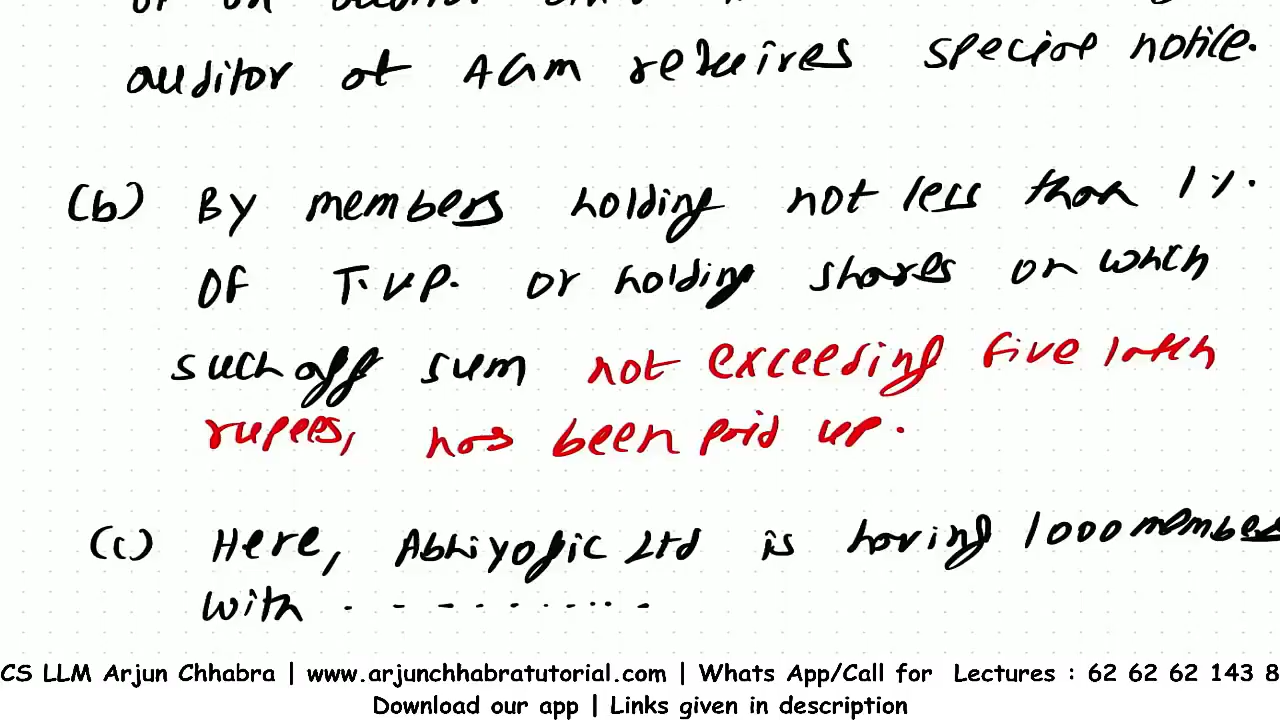 auditor at AGM requires special notice.
(b) By members holding not less than 1%.
OF T.V.P. or holding shares on which
such agg sum not exceeding five lakh
rupees, has been paid up.
(c) Here, Abhiyogic Ltd is having 1000 members
with ..........
CS LLM Arjun Chhabra | www.arjunchhabratutorial.com | Whats App/Call for Lectures : 62 62 62 143 8
Download our app | Links given in description